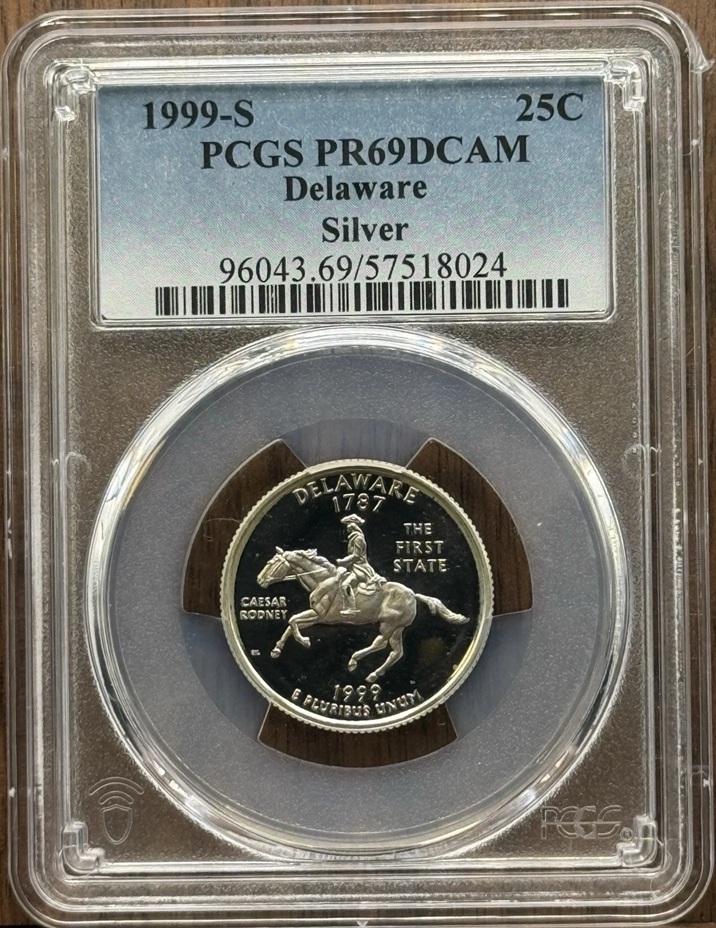 1999-S 25C
PCGS PR69DCAM
Delaware
Silver
96043.69/57518024
DELAWARE
1787
THE
FIRST
STATE
CAESAR
RODNEY
1999
E PLURIBUS UNUM
PCGS